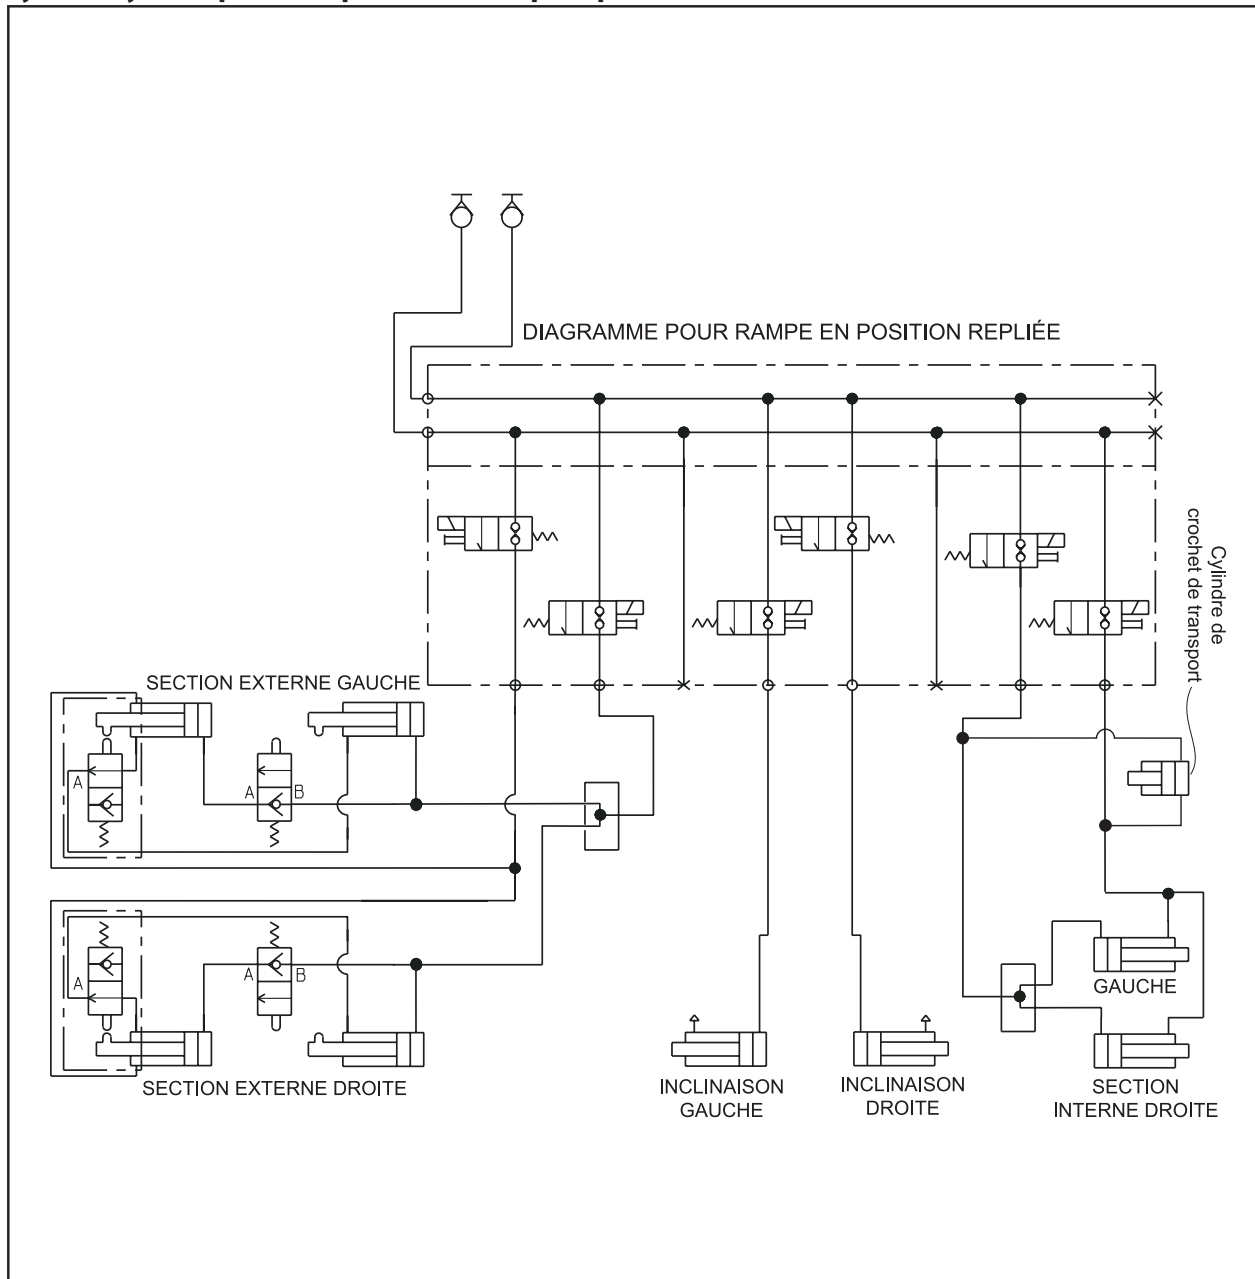 DIAGRAMME POUR RAMPE EN POSITION REPLIÉE
Cylindre de
crochet de transport
SECTION EXTERNE GAUCHE
A
A
B
A
A
B
SECTION EXTERNE DROITE
INCLINAISON
GAUCHE
INCLINAISON
DROITE
GAUCHE
SECTION
INTERNE DROITE